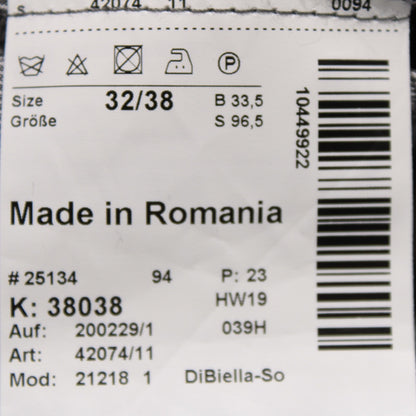 s 42074 11 0094
P
Size 32/38 B 33,5
Größe S 96,5
10449922
Made in Romania
# 25134 94 P: 23
K: 38038 HW19
Auf: 200229/1 039H
Art: 42074/11
Mod: 21218 1 DiBiella-So